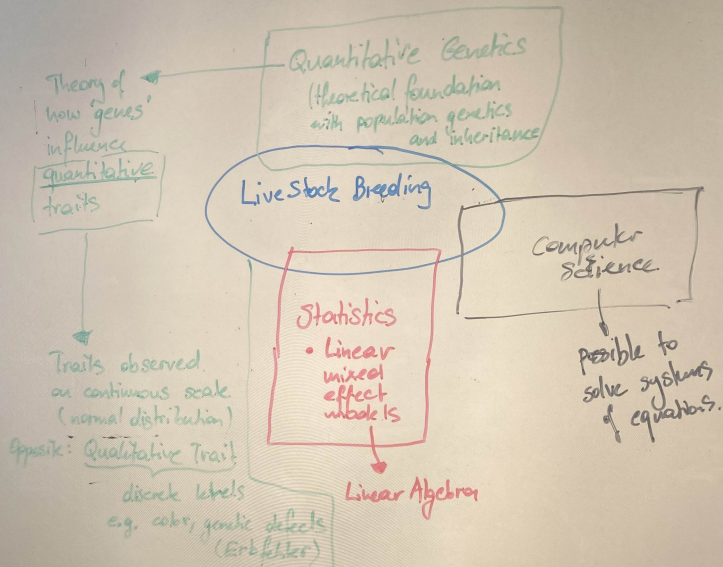 Quantitative Genetics
(theoretical foundation
with population genetics
and inheritance
Theory of
how 'genes'
influence
quantitative
traits
LiveStock Breeding
Computer
Science
Statistics
• Linear
mixed
effect
models
possible to
solve systems
of equations.
Traits observed
on continuous scale
(normal distribution)
Opposite: Qualitative Trait
discrete levels
e.g. color, genetic defects
(Erbfehler)
Linear Algebra